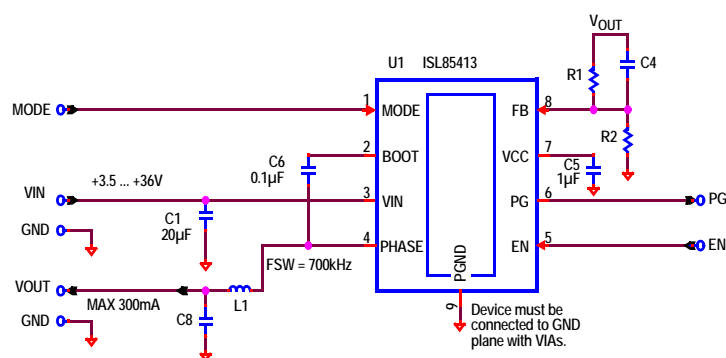 VOUT
U1 ISL85413
C4
R1
MODE
1
MODE
FB
8
R2
2
BOOT
VCC
7
C6
0.1µF
C5
1µF
VIN
+3.5 ... +36V
3
VIN
PG
6
PG
C1
20µF
GND
4
PHASE
EN
5
EN
FSW = 700kHz
PGND
VOUT
MAX 300mA
L1
9
Device must be
connected to GND
plane with VIAs.
GND
C8